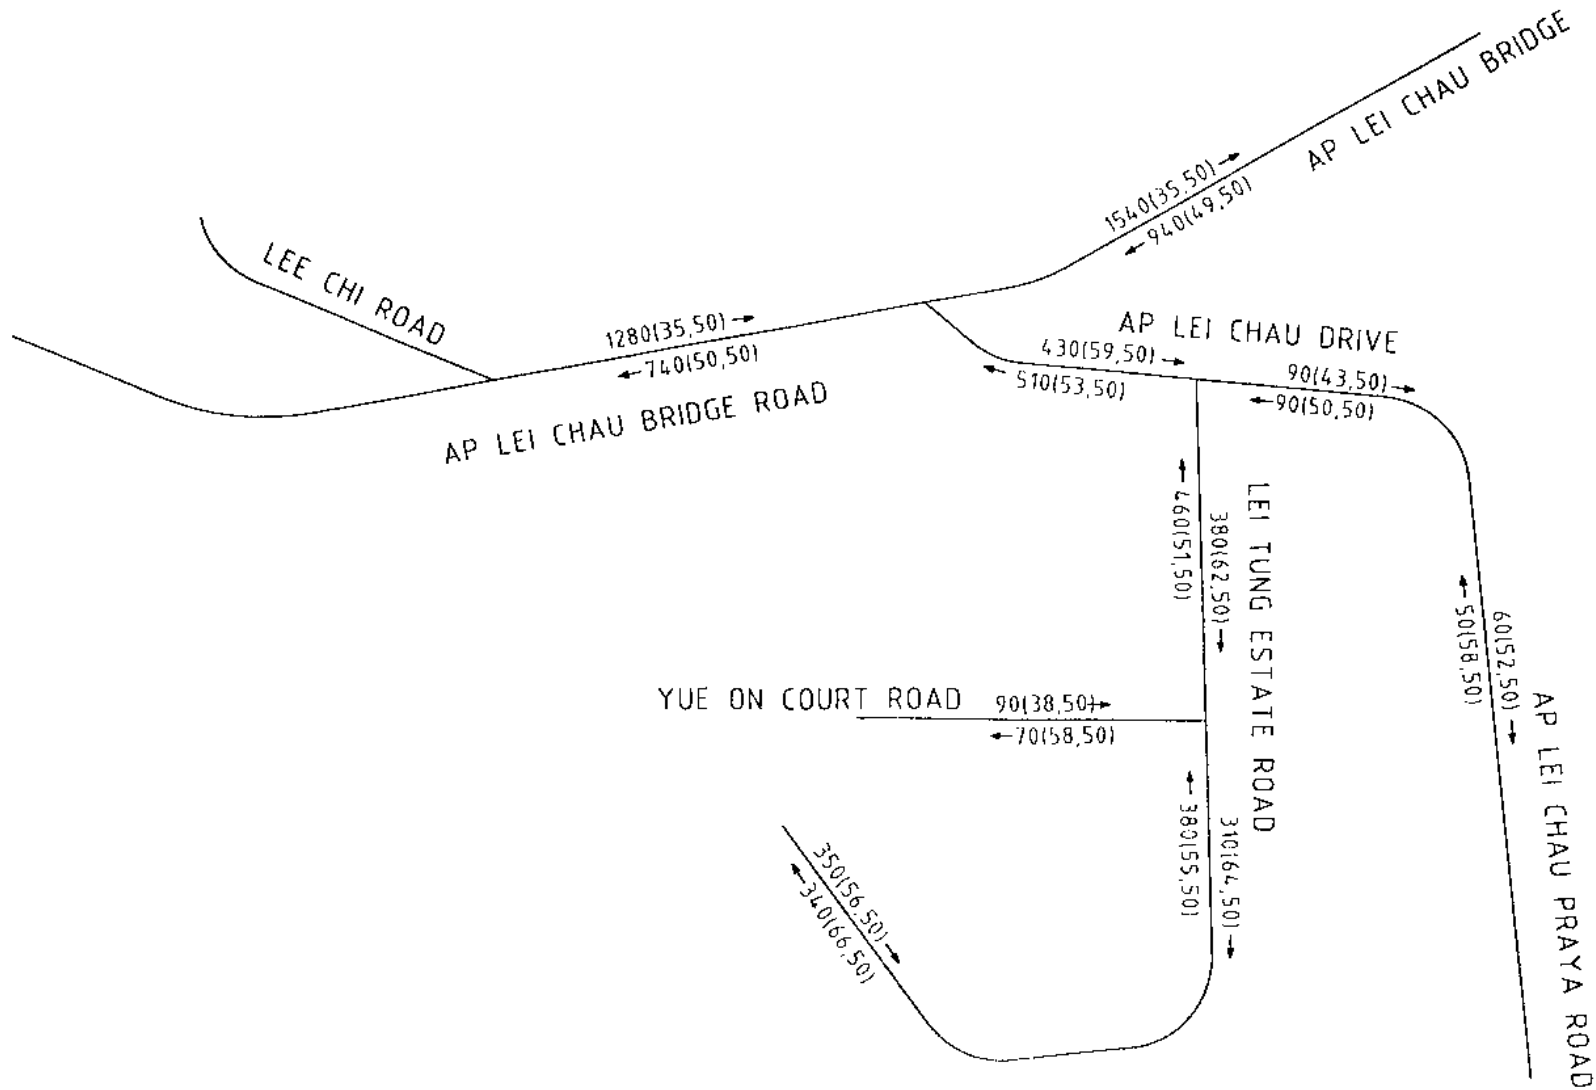 AP LEI CHAU BRIDGE
1540(35,50)
940(49,50)
LEE CHI ROAD
1280(35,50)
740(50,50)
AP LEI CHAU BRIDGE ROAD
AP LEI CHAU DRIVE
430(59,50)
510(53,50)
90(43,50)
90(50,50)
460(51,50)
380(62,50)
LEI TUNG ESTATE ROAD
50(58,50)
60(52,50)
AP LEI CHAU PRAYA ROAD
YUE ON COURT ROAD
90(38,50)
70(58,50)
380(55,50)
310(64,50)
350(56,50)
340(66,50)